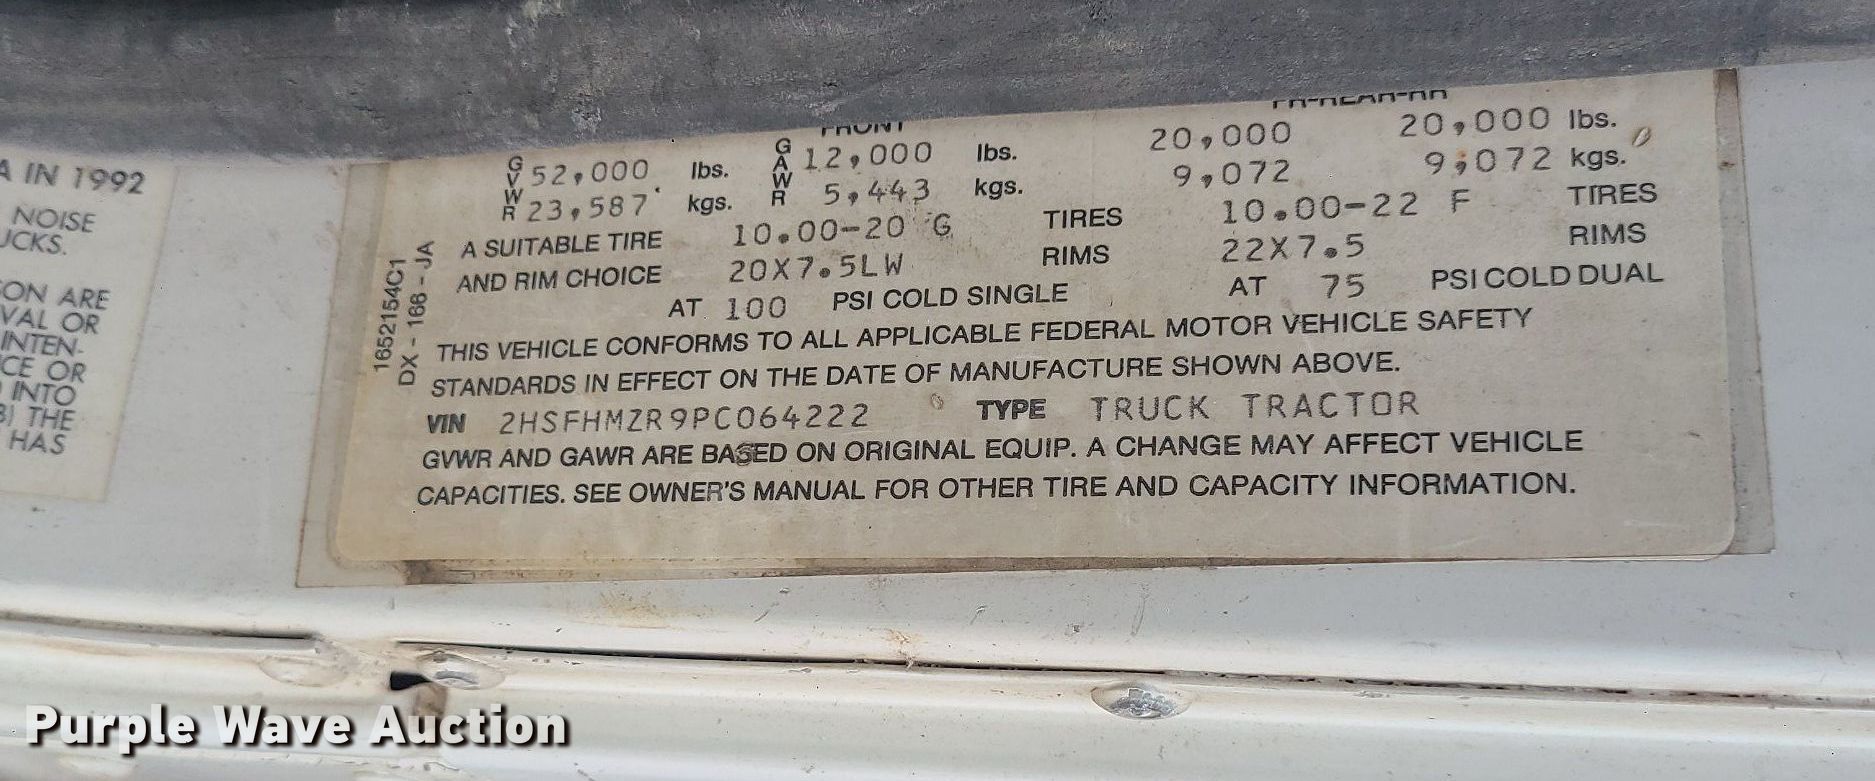 A IN 1992
NOISE
UCKS.
ON ARE
VAL OR
INTEN-
CE OR
INTO
B) THE
HAS
1652154C1
DX - 166 - JA
FRONT
FR-REAR-RR
GVWR 52,000 lbs. GAWR 12,000 lbs. 20,000 20,000 lbs.
23,587 kgs. 5,443 kgs. 9,072 9,072 kgs.
A SUITABLE TIRE 10.00-20 G TIRES 10.00-22 F TIRES
AND RIM CHOICE 20X7.5LW RIMS 22X7.5 RIMS
AT 100 PSI COLD SINGLE AT 75 PSI COLD DUAL
THIS VEHICLE CONFORMS TO ALL APPLICABLE FEDERAL MOTOR VEHICLE SAFETY
STANDARDS IN EFFECT ON THE DATE OF MANUFACTURE SHOWN ABOVE.
VIN 2HSFHMZR9PC064222 TYPE TRUCK TRACTOR
GVWR AND GAWR ARE BASED ON ORIGINAL EQUIP. A CHANGE MAY AFFECT VEHICLE
CAPACITIES. SEE OWNER'S MANUAL FOR OTHER TIRE AND CAPACITY INFORMATION.
Purple Wave Auction